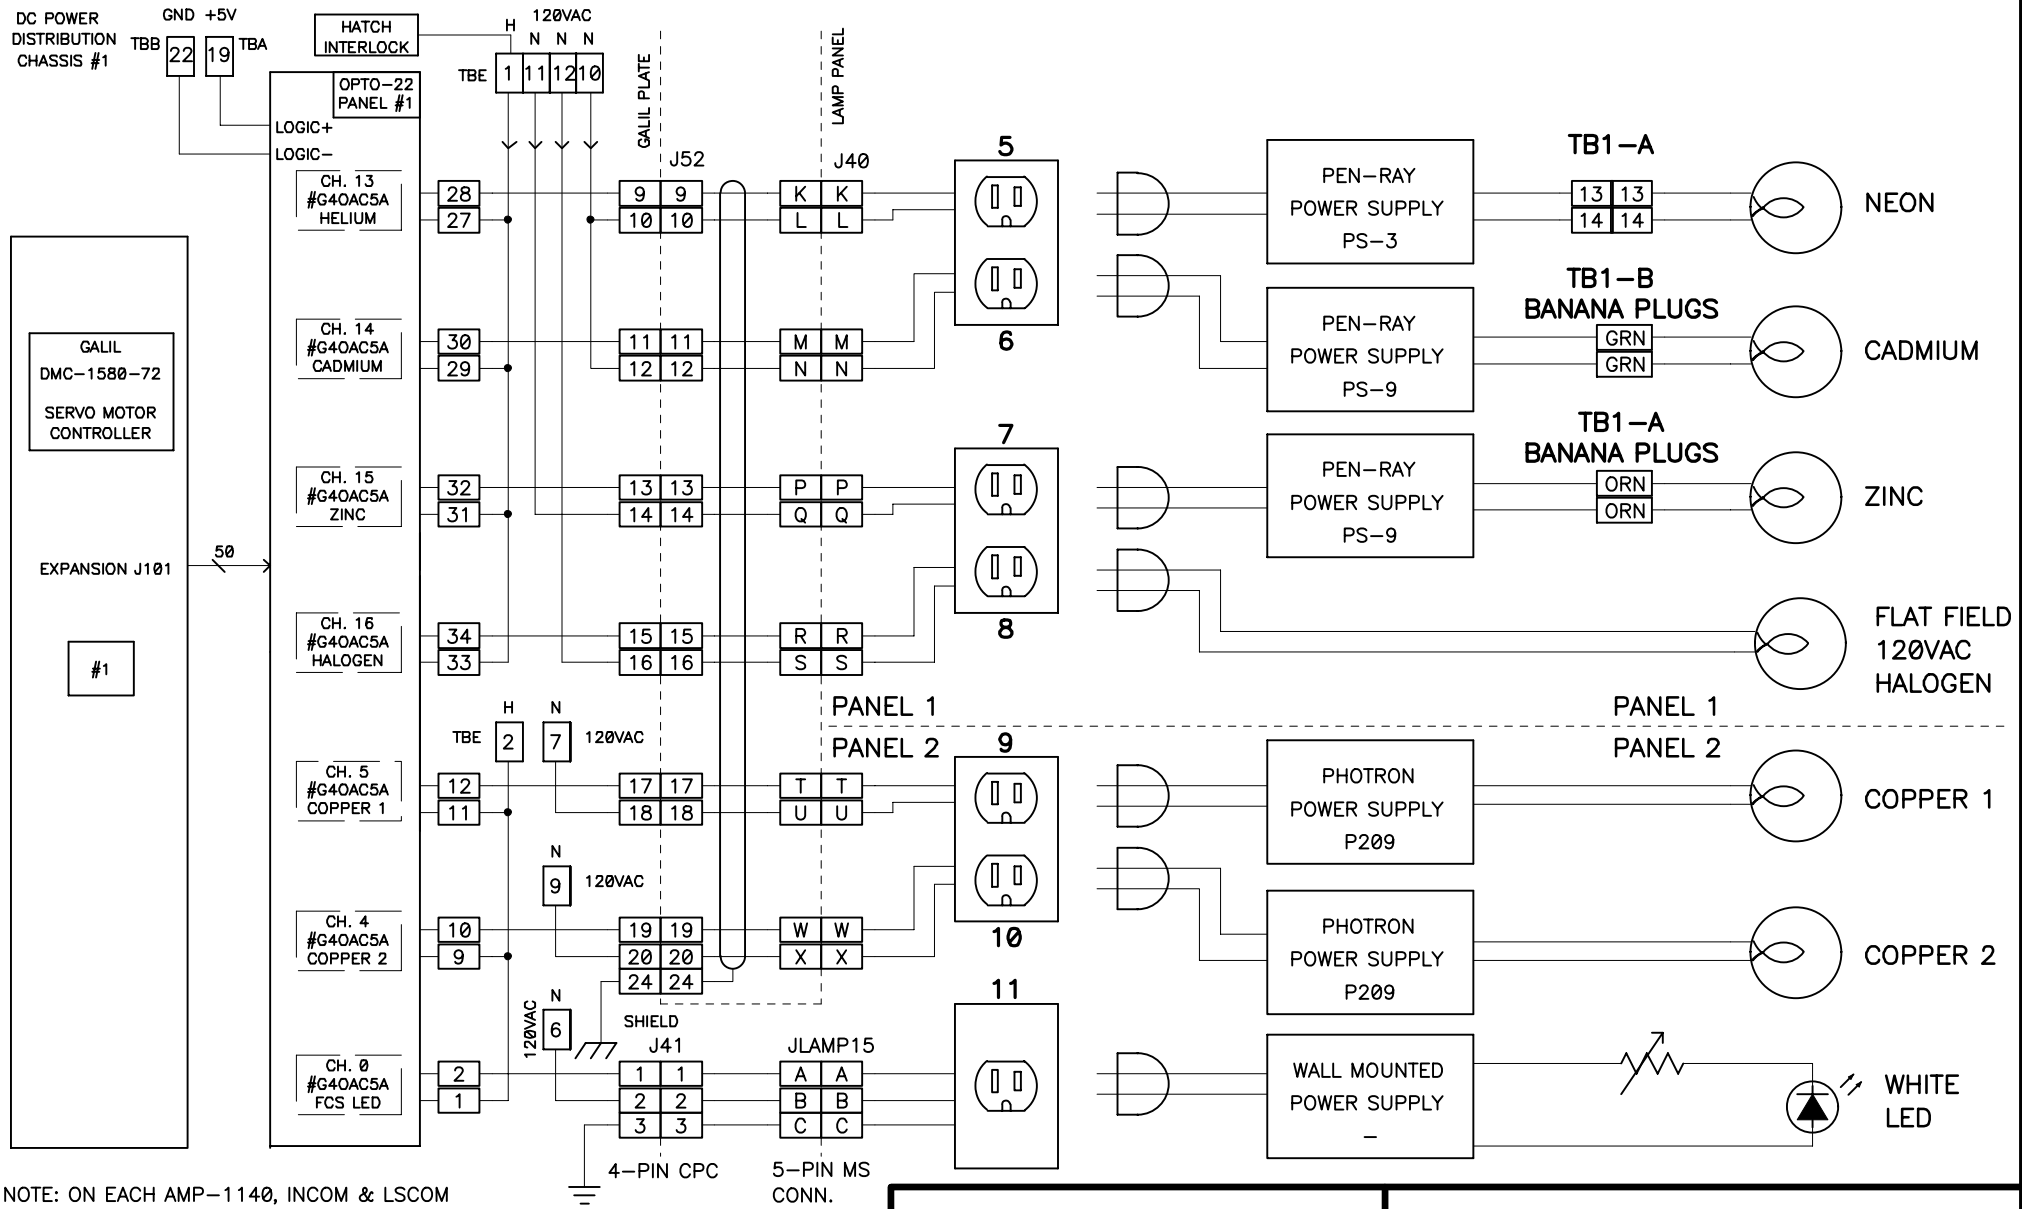 DC POWER
DISTRIBUTION
CHASSIS #1
GND +5V
TBB 22 19 TBA
HATCH
INTERLOCK
120VAC
H N N N
TBE 1 11 12 10
GALIL PLATE
LAMP PANEL
OPTO-22
PANEL #1
LOGIC+
LOGIC-
J52
J40
CH. 13
#G4OAC5A
HELIUM
28
27
9 9
10 10
K K
L L
5
6
PEN-RAY
POWER SUPPLY
PS-3
TB1-A
13 13
14 14
NEON
CH. 14
#G4OAC5A
CADMIUM
30
29
11 11
12 12
M M
N N
PEN-RAY
POWER SUPPLY
PS-9
TB1-B
BANANA PLUGS
GRN
GRN
CADMIUM
GALIL
DMC-1580-72
SERVO MOTOR
CONTROLLER
CH. 15
#G4OAC5A
ZINC
32
31
13 13
14 14
P P
Q Q
7
8
PEN-RAY
POWER SUPPLY
PS-9
TB1-A
BANANA PLUGS
ORN
ORN
ZINC
EXPANSION J101
50
#1
CH. 16
#G4OAC5A
HALOGEN
34
33
15 15
16 16
R R
S S
FLAT FIELD
120VAC
HALOGEN
PANEL 1
PANEL 1
PANEL 2
PANEL 2
H N
TBE 2 7 120VAC
CH. 5
#G4OAC5A
COPPER 1
12
11
17 17
18 18
T T
U U
9
10
PHOTRON
POWER SUPPLY
P209
COPPER 1
N
9 120VAC
CH. 4
#G4OAC5A
COPPER 2
10
9
19 19
20 20
24 24
W W
X X
PHOTRON
POWER SUPPLY
P209
COPPER 2
N
120VAC
6
SHIELD
J41
JLAMP15
11
CH. 0
#G4OAC5A
FCS LED
2
1
1 1
2 2
3 3
A A
B B
C C
WALL MOUNTED
POWER SUPPLY
-
WHITE
LED
4-PIN CPC
5-PIN MS
CONN.
NOTE: ON EACH AMP-1140, INCOM & LSCOM